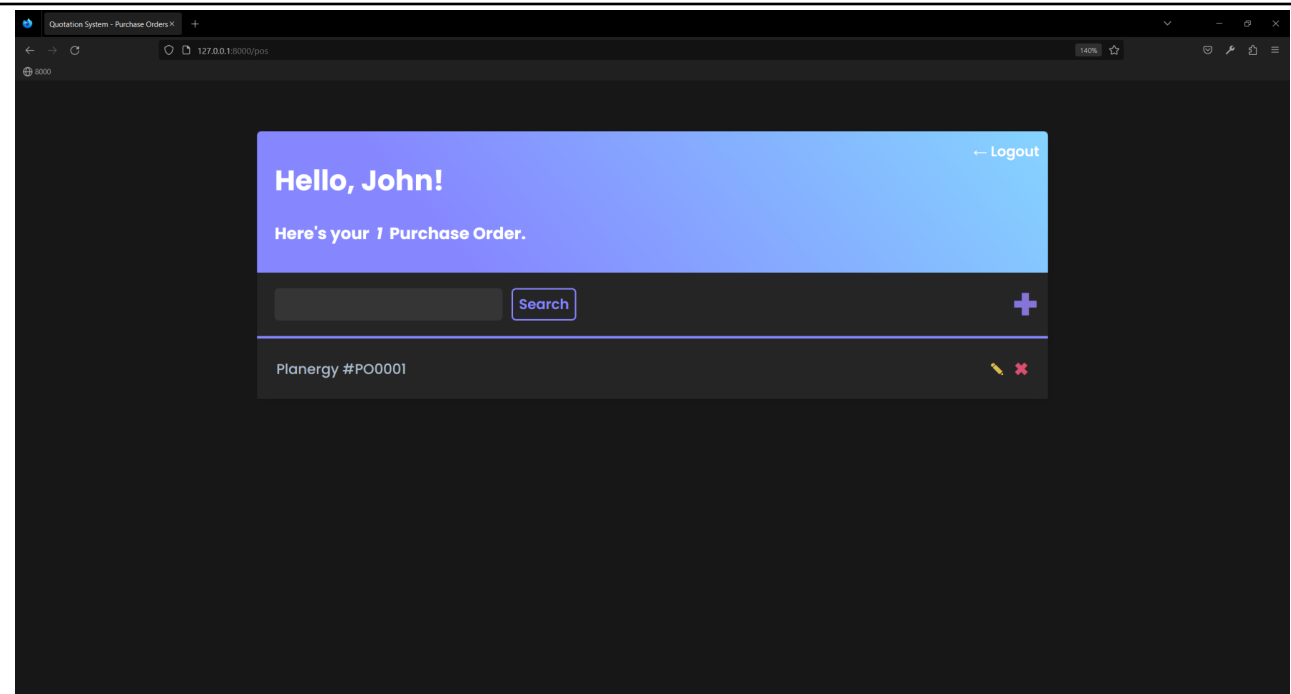 Quotation System - Purchase Orders
127.0.0.1:8000/pos
140%
8000
← Logout
Hello, John!
Here's your 1 Purchase Order.
Search
Planergy #PO0001